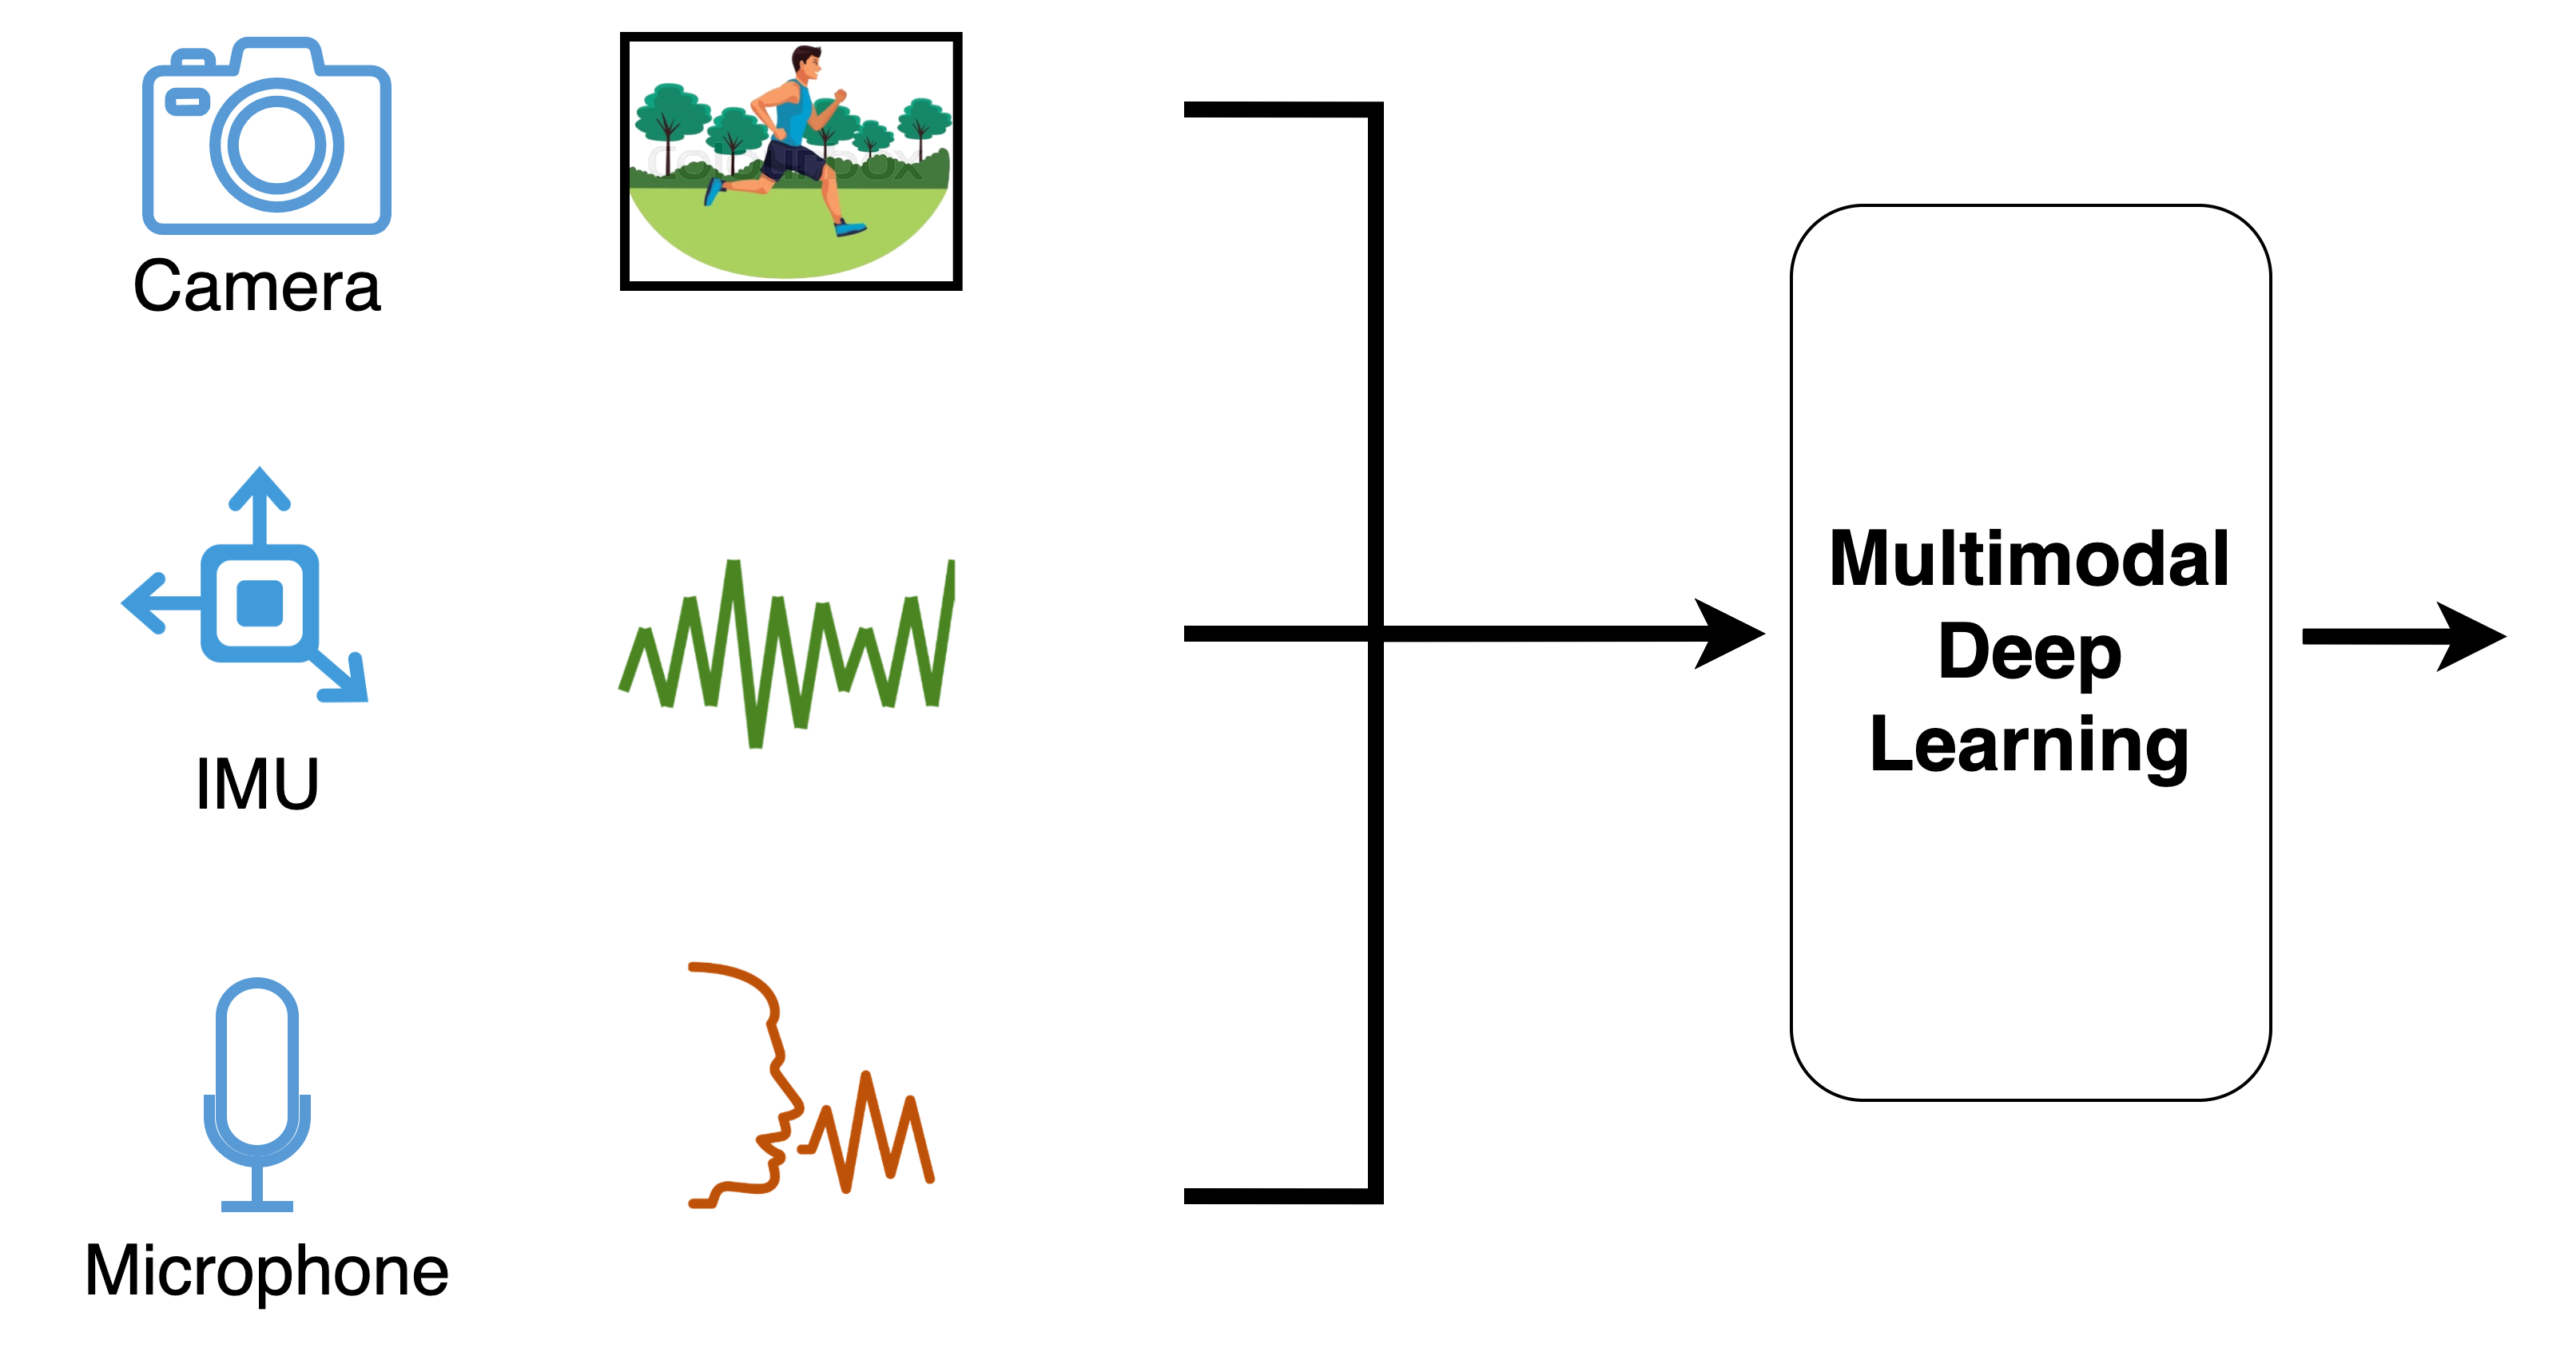 Camera
IMU
Microphone
Multimodal
Deep
Learning